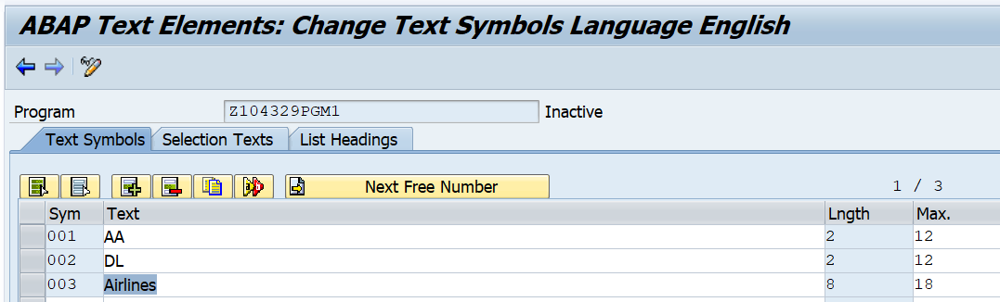 ABAP Text Elements: Change Text Symbols Language English
Program Z104329PGM1 Inactive
Text Symbols Selection Texts List Headings
Next Free Number 1 / 3
Sym Text Lngth Max.
001 AA 2 12
002 DL 2 12
003 Airlines 8 18